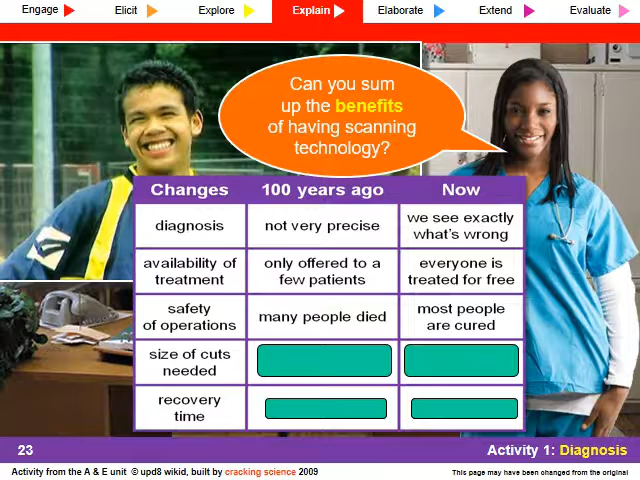 Engage Elicit Explore Explain Elaborate Extend Evaluate
Can you sum
up the benefits
of having scanning
technology?
Changes 100 years ago Now
diagnosis not very precise we see exactly
what's wrong
availability of
treatment only offered to a
few patients everyone is
treated for free
safety
of operations many people died most people
are cured
size of cuts
needed
recovery
time
23 Activity 1: Diagnosis
Activity from the A & E unit © upd8 wikid, built by cracking science 2009 This page may have been changed from the original